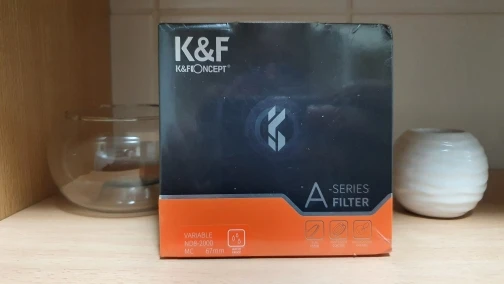 K&F
K&F CONCEPT®
A-SERIES
FILTER
VARIABLE
ND8-2000
MC 67mm